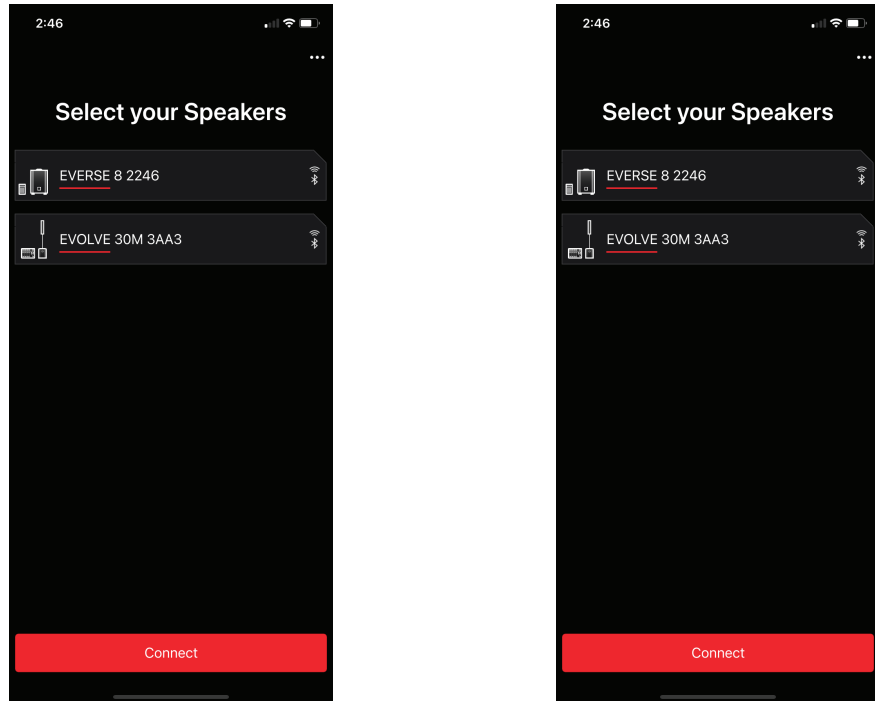 2:46
Select your Speakers
EVERSE 8 2246
EVOLVE 30M 3AA3
Connect
2:46
Select your Speakers
EVERSE 8 2246
EVOLVE 30M 3AA3
Connect